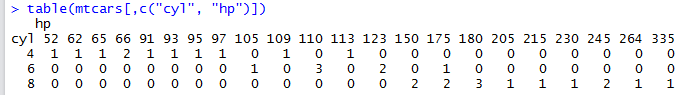 > table(mtcars[,c("cyl", "hp")])
hp
cyl 52 62 65 66 91 93 95 97 105 109 110 113 123 150 175 180 205 215 230 245 264 335
4 1 1 1 2 1 1 1 1 0 1 0 1 0 0 0 0 0 0 0 0 0 0
6 0 0 0 0 0 0 0 0 1 0 3 0 2 0 1 0 0 0 0 0 0 0
8 0 0 0 0 0 0 0 0 0 0 0 0 0 2 2 3 1 1 1 2 1 1